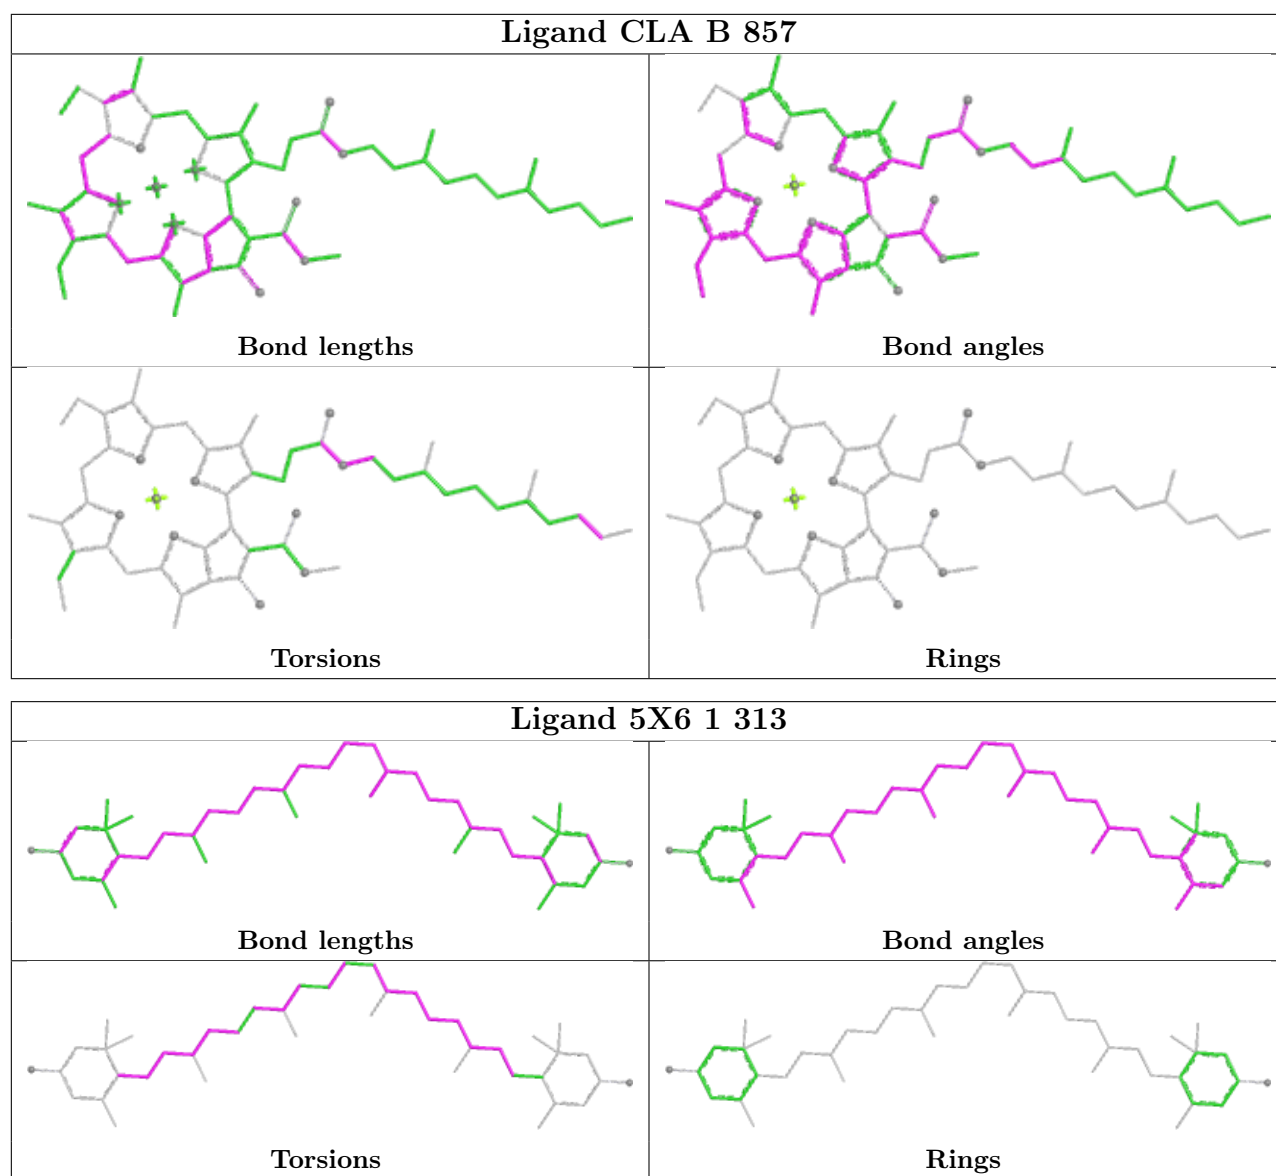 Ligand CLA B 857
Bond lengths
Bond angles
Torsions
Rings
Ligand 5X6 1 313
Bond lengths
Bond angles
Torsions
Rings